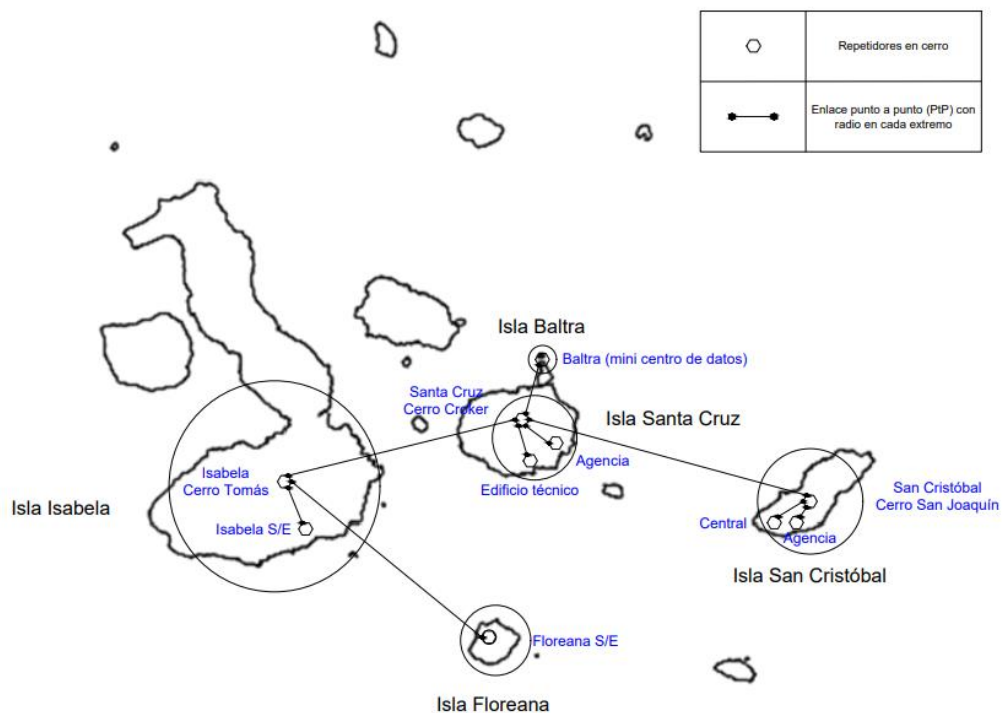 Repetidores en cerro
Enlace punto a punto (PtP) con
radio en cada extremo
Isla Baltra
Baltra (mini centro de datos)
Santa Cruz
Cerro Croker
Isla Santa Cruz
Agencia
Edificio técnico
Isabela
Cerro Tomás
Isla Isabela
Isabela S/E
San Cristóbal
Cerro San Joaquín
Central
Agencia
Isla San Cristóbal
Floreana S/E
Isla Floreana